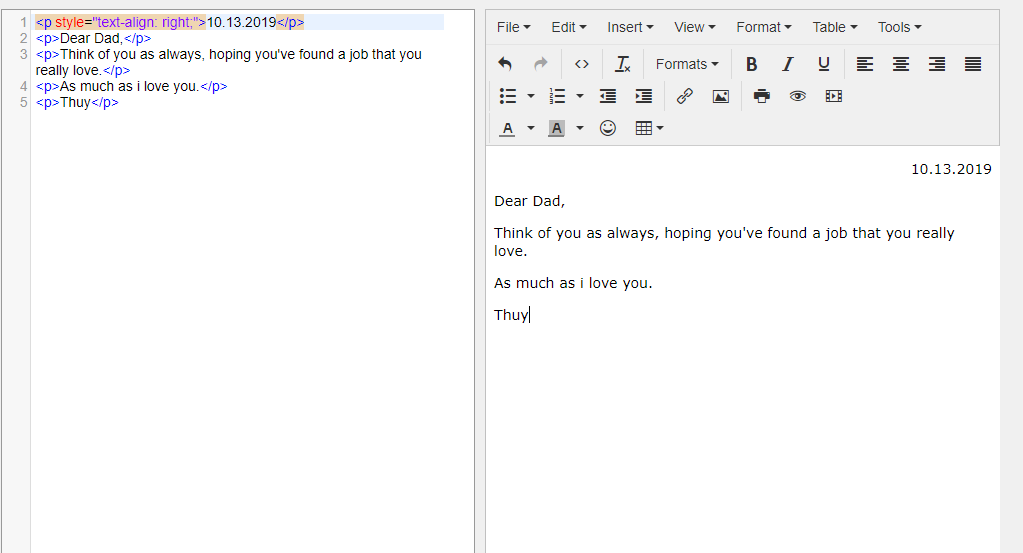 1 <p style="text-align: right;">10.13.2019</p>
2 <p>Dear Dad,</p>
3 <p>Think of you as always, hoping you've found a job that you
really love.</p>
4 <p>As much as i love you.</p>
5 <p>Thuy</p>
File Edit Insert View Format Table Tools
Formats B I U
A A
10.13.2019
Dear Dad,
Think of you as always, hoping you've found a job that you really
love.
As much as i love you.
Thuy